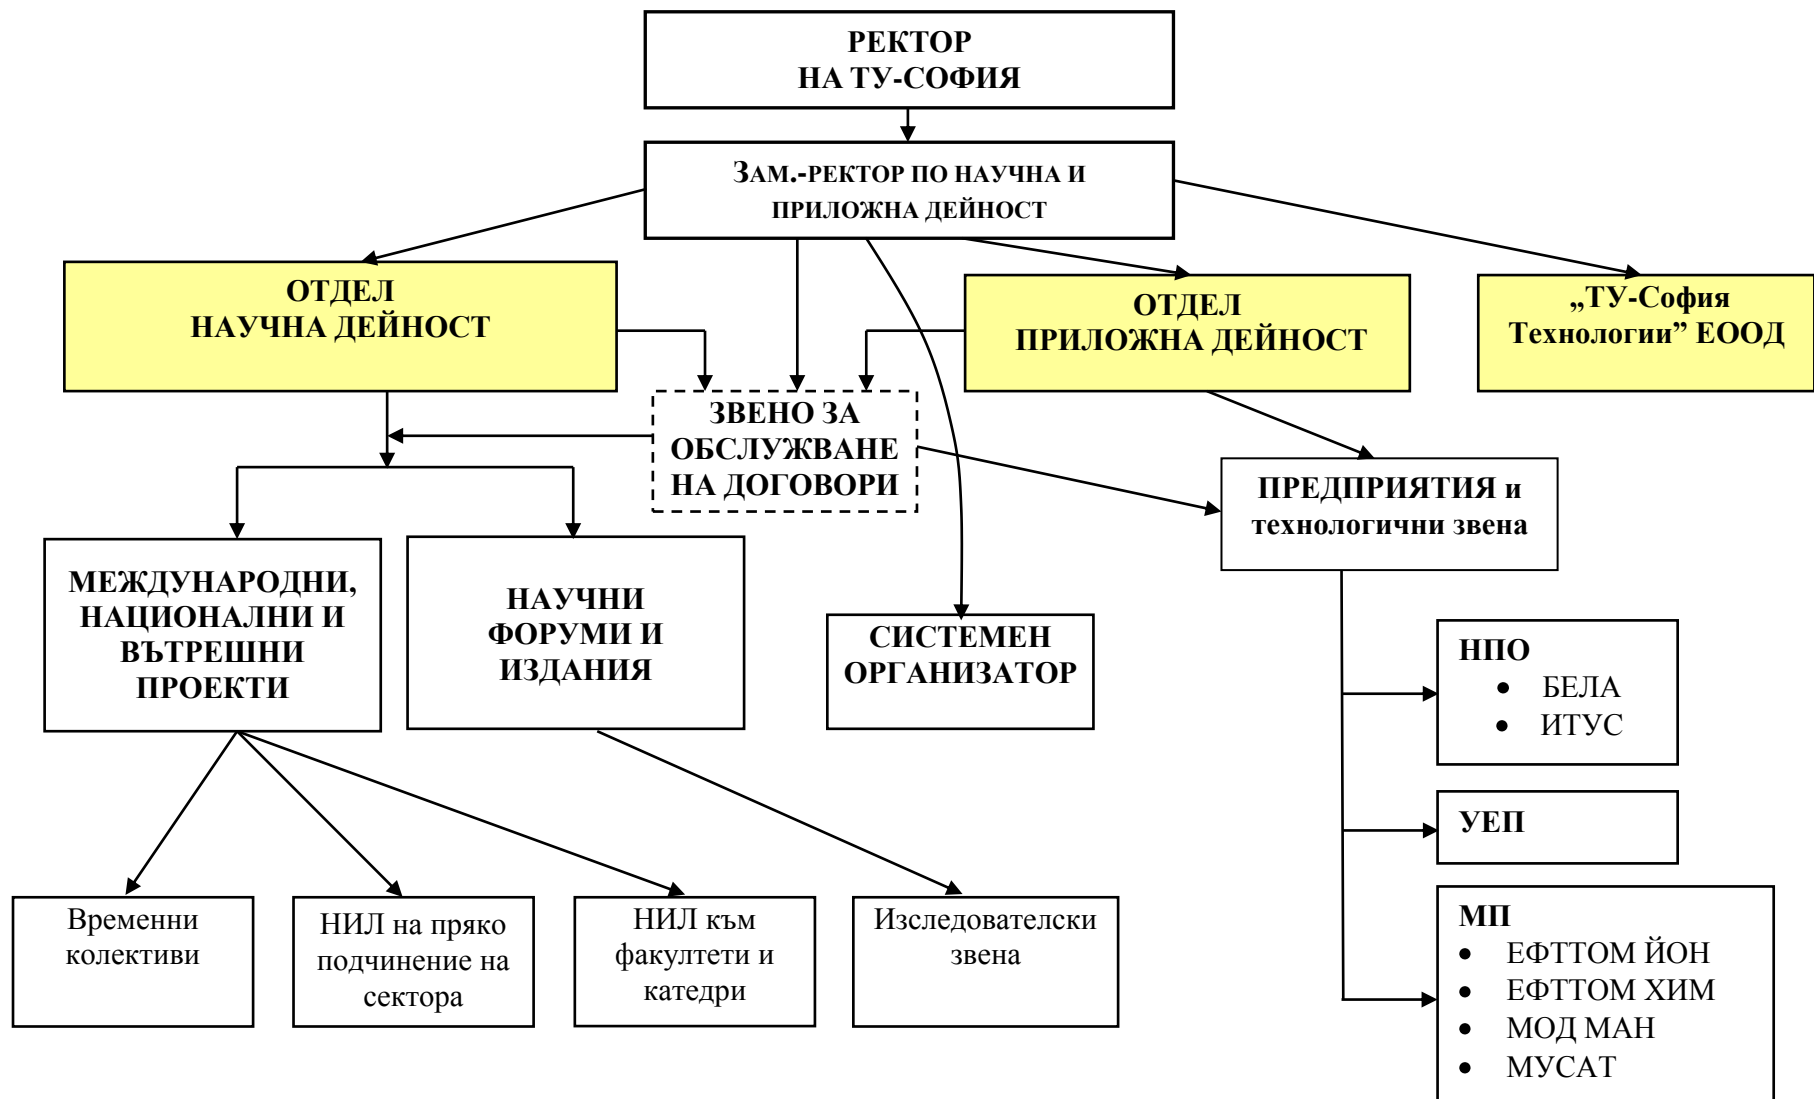 РЕКТОР
НА ТУ-СОФИЯ
ЗАМ.-РЕКТОР ПО НАУЧНА И
ПРИЛОЖНА ДЕЙНОСТ
ОТДЕЛ
НАУЧНА ДЕЙНОСТ
ОТДЕЛ
ПРИЛОЖНА ДЕЙНОСТ
„ТУ-София
Технологии” ЕООД
ЗВЕНО ЗА
ОБСЛУЖВАНЕ
НА ДОГОВОРИ
ПРЕДПРИЯТИЯ и
технологични звена
МЕЖДУНАРОДНИ,
НАЦИОНАЛНИ И
ВЪТРЕШНИ
ПРОЕКТИ
НАУЧНИ
ФОРУМИ И
ИЗДАНИЯ
СИСТЕМЕН
ОРГАНИЗАТОР
НПО
• БЕЛА
• ИТУС
УЕП
МП
• ЕФТТОМ ЙОН
• ЕФТТОМ ХИМ
• МОД МАН
• МУСАТ
Временни
колективи
НИЛ на пряко
подчинение на
сектора
НИЛ към
факултети и
катедри
Изследователски
звена